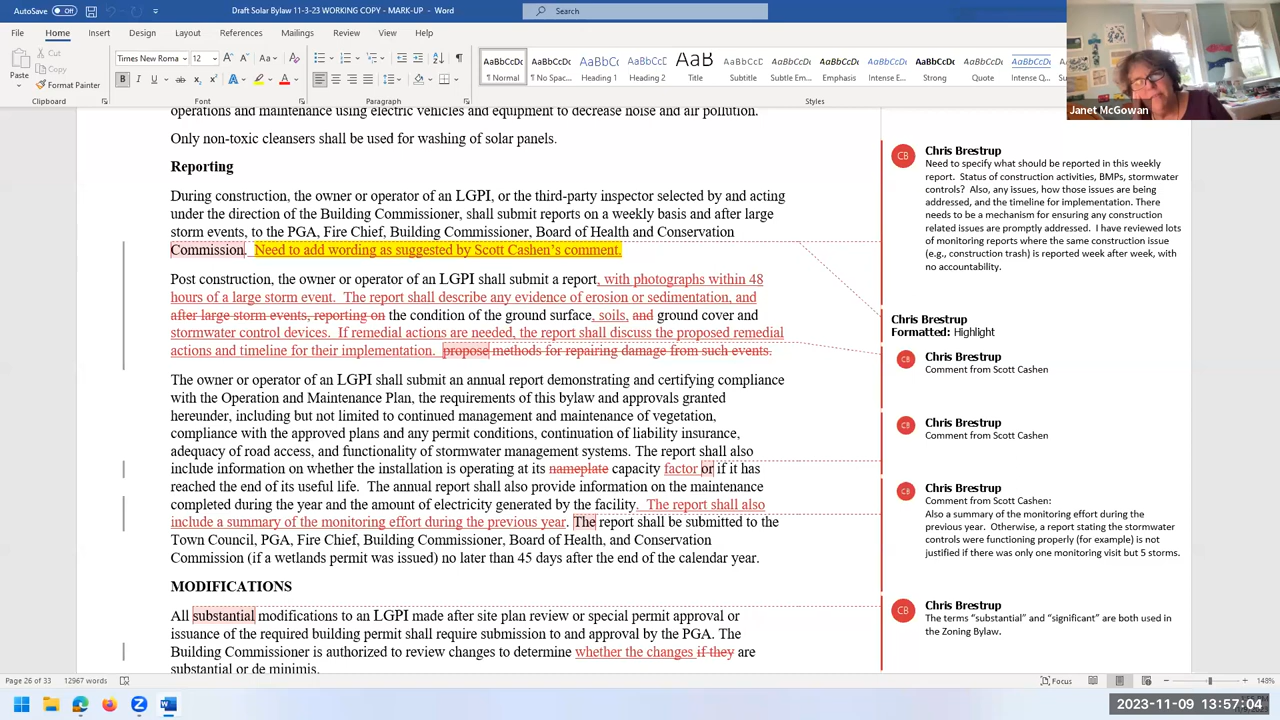 AutoSave Off Draft Solar Bylaw 11-3-23 WORKING COPY - MARK-UP - Word Search
File Home Insert Design Layout References Mailings Review View Help
Cut
Copy
Format Painter
Paste
Times New Roma 12
AaBbCcDc AaBbCcDc AaBbCc AaBbCcC AaB AaBbCcD AaBbCcDc AaBbCcDc AaBbCcDc AaBbCcDc AaBbCcDc AaBbCcDc
¶ Normal ¶ No Spac... Heading 1 Heading 2 Title Subtitle Subtle Em... Emphasis Intense E... Strong Quote Intense Q...
Clipboard Font Paragraph Styles
Janet McGowan
operations and maintenance using electric vehicles and equipment to decrease noise and air pollution.
Only non-toxic cleansers shall be used for washing of solar panels.
Reporting
During construction, the owner or operator of an LGPI, or the third-party inspector selected by and acting
under the direction of the Building Commissioner, shall submit reports on a weekly basis and after large
storm events, to the PGA, Fire Chief, Building Commissioner, Board of Health and Conservation
Commission. Need to add wording as suggested by Scott Cashen’s comment.
Post construction, the owner or operator of an LGPI shall submit a report, with photographs within 48
hours of a large storm event. The report shall describe any evidence of erosion or sedimentation, and
after large storm events, reporting on the condition of the ground surface, soils, and ground cover and
stormwater control devices. If remedial actions are needed, the report shall discuss the proposed remedial
actions and timeline for their implementation. propose methods for repairing damage from such events.
The owner or operator of an LGPI shall submit an annual report demonstrating and certifying compliance
with the Operation and Maintenance Plan, the requirements of this bylaw and approvals granted
hereunder, including but not limited to continued management and maintenance of vegetation,
compliance with the approved plans and any permit conditions, continuation of liability insurance,
adequacy of road access, and functionality of stormwater management systems. The report shall also
include information on whether the installation is operating at its nameplate capacity factor or if it has
reached the end of its useful life. The annual report shall also provide information on the maintenance
completed during the year and the amount of electricity generated by the facility. The report shall also
include a summary of the monitoring effort during the previous year. The report shall be submitted to the
Town Council, PGA, Fire Chief, Building Commissioner, Board of Health, and Conservation
Commission (if a wetlands permit was issued) no later than 45 days after the end of the calendar year.
MODIFICATIONS
All substantial modifications to an LGPI made after site plan review or special permit approval or
issuance of the required building permit shall require submission to and approval by the PGA. The
Building Commissioner is authorized to review changes to determine whether the changes if they are
substantial or de minimis.
CB Chris Brestrup
Need to specify what should be reported in this weekly
report. Status of construction activities, BMPs, stormwater
controls? Also, any issues, how those issues are being
addressed, and the timeline for implementation. There
needs to be a mechanism for ensuring any construction
related issues are promptly addressed. I have reviewed lots
of monitoring reports where the same construction issue
(e.g., construction trash) is reported week after week, with
no accountability.
Chris Brestrup
Formatted: Highlight
CB Chris Brestrup
Comment from Scott Cashen
CB Chris Brestrup
Comment from Scott Cashen
CB Chris Brestrup
Comment from Scott Cashen:
Also a summary of the monitoring effort during the
previous year. Otherwise, a report stating the stormwater
controls were functioning properly (for example) is not
justified if there was only one monitoring visit but 5 storms.
CB Chris Brestrup
The terms “substantial” and “significant” are both used in
the Zoning Bylaw.
Page 26 of 33 12967 words Focus 148%
2023-11-09 13:57:04